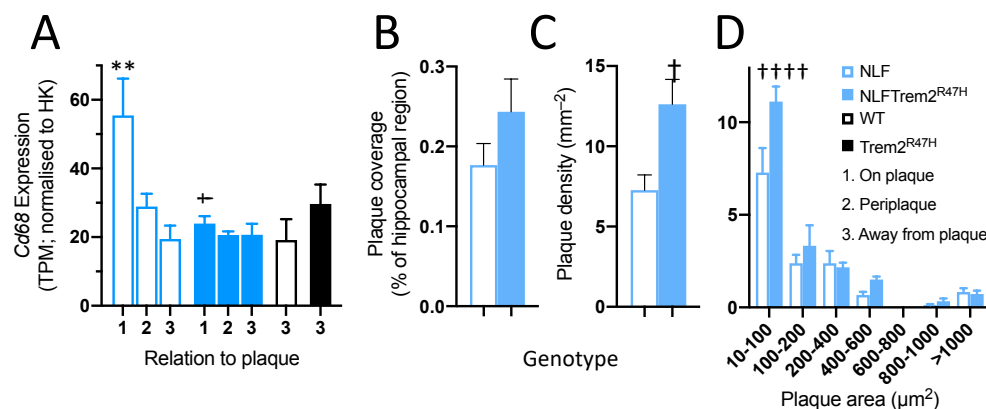 A
B
C
D
**
Cd68 Expression
(TPM; normalised to HK)
60
40
20
0
†
1 2 3 1 2 3 3 3
Relation to plaque
Plaque coverage
(% of hippocampal region)
0.3
0.2
0.1
0.0
Plaque density (mm⁻²)
15
10
5
0
†
Genotype
††††
10
5
0
10-100
100-200
200-400
400-600
600-800
800-1000
>1000
Plaque area (µm²)
NLF
NLFTrem2ᴿ⁴⁷ᴴ
WT
Trem2ᴿ⁴⁷ᴴ
1. On plaque
2. Periplaque
3. Away from plaque